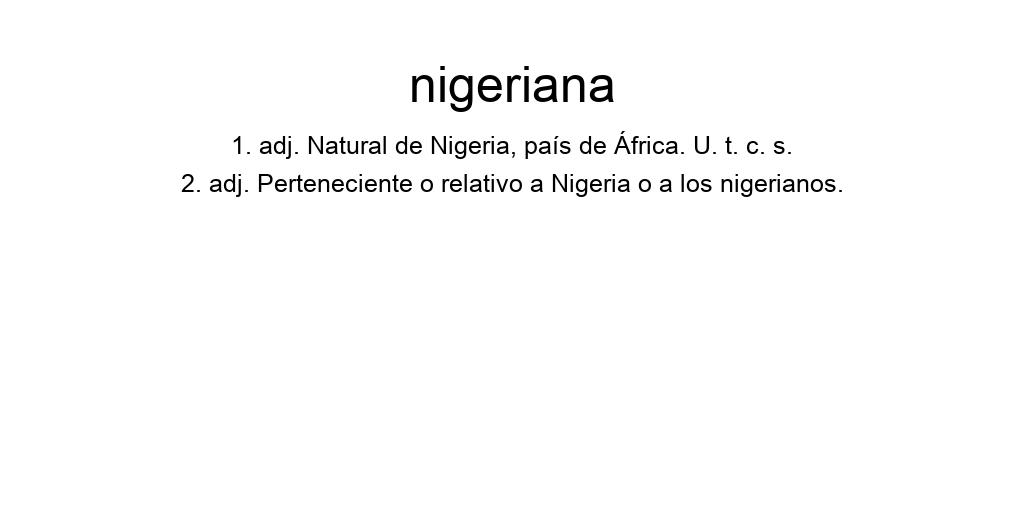 nigeriana
1. adj. Natural de Nigeria, país de África. U. t. c. s.
2. adj. Perteneciente o relativo a Nigeria o a los nigerianos.